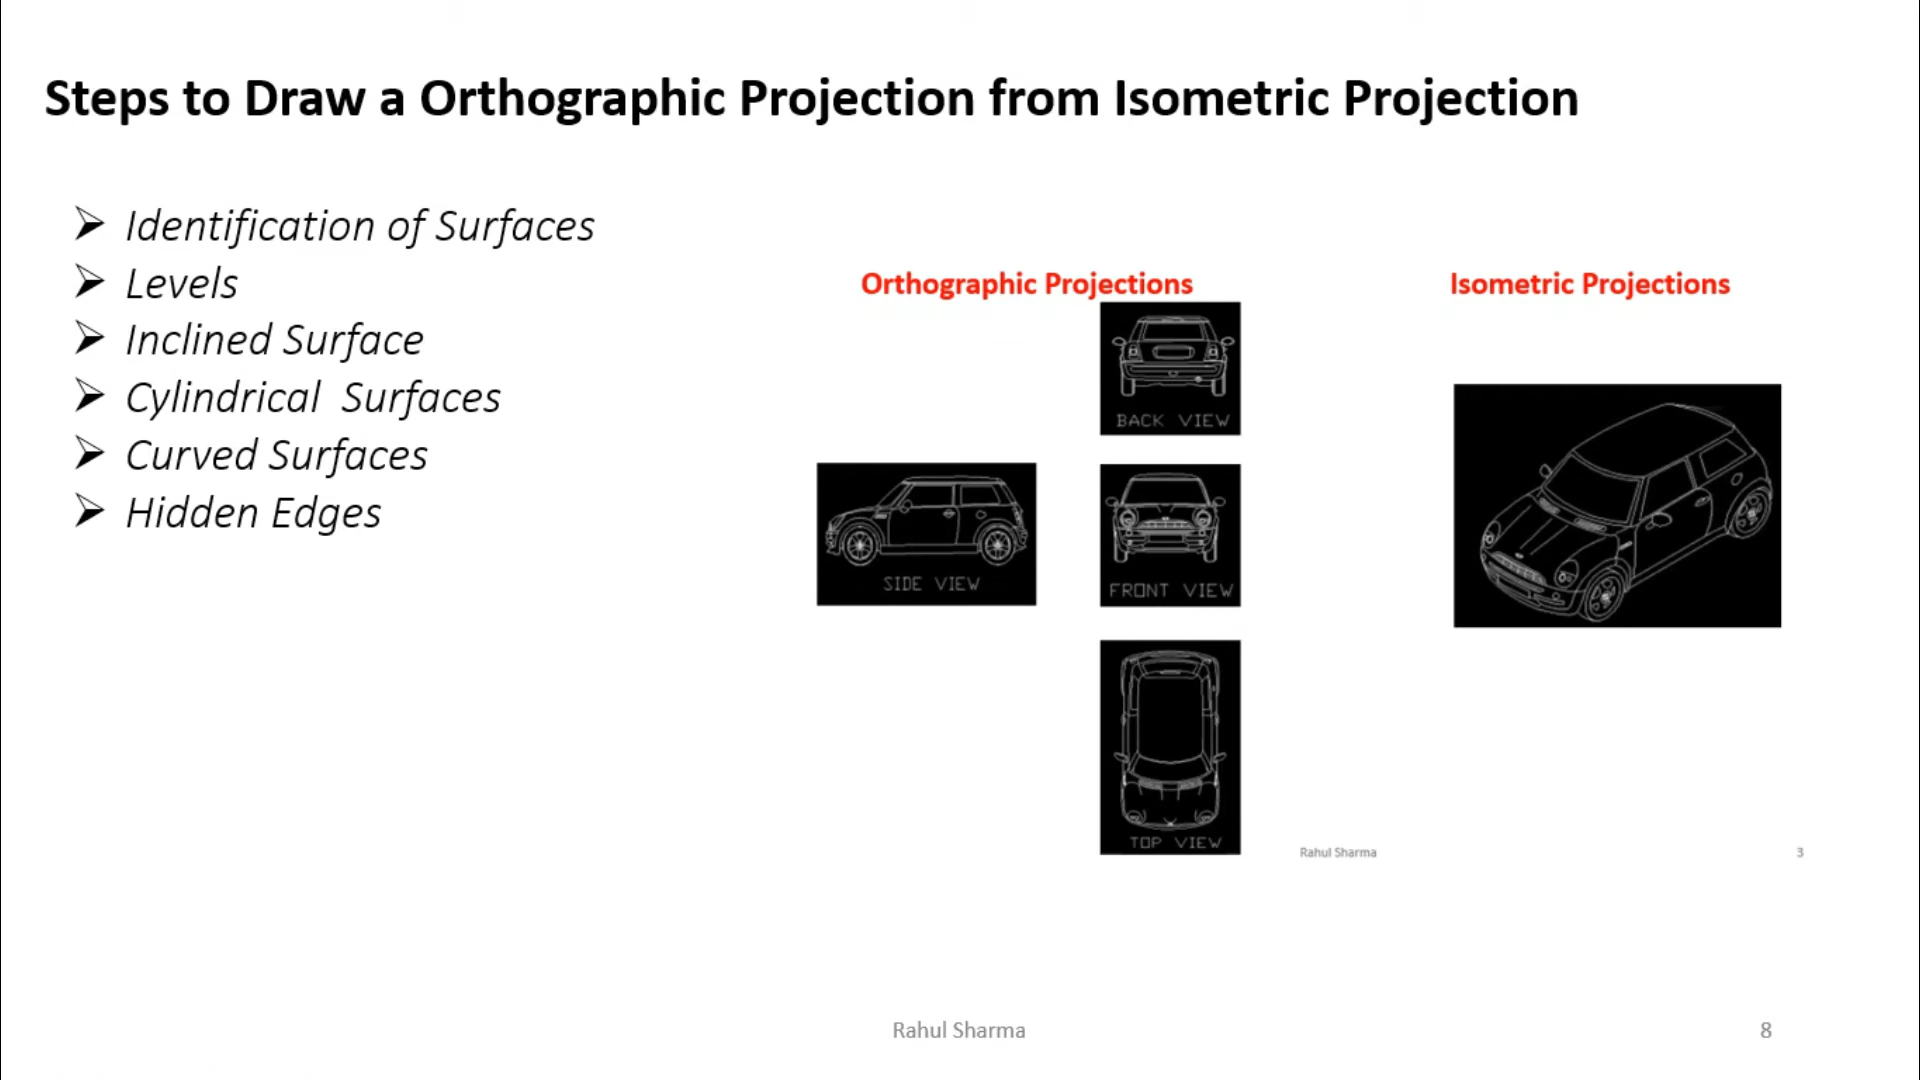 Steps to Draw a Orthographic Projection from Isometric Projection
Identification of Surfaces
Levels
Inclined Surface
Cylindrical Surfaces
Curved Surfaces
Hidden Edges
Orthographic Projections
Isometric Projections
BACK VIEW
SIDE VIEW
FRONT VIEW
TOP VIEW
Rahul Sharma
3
Rahul Sharma
8